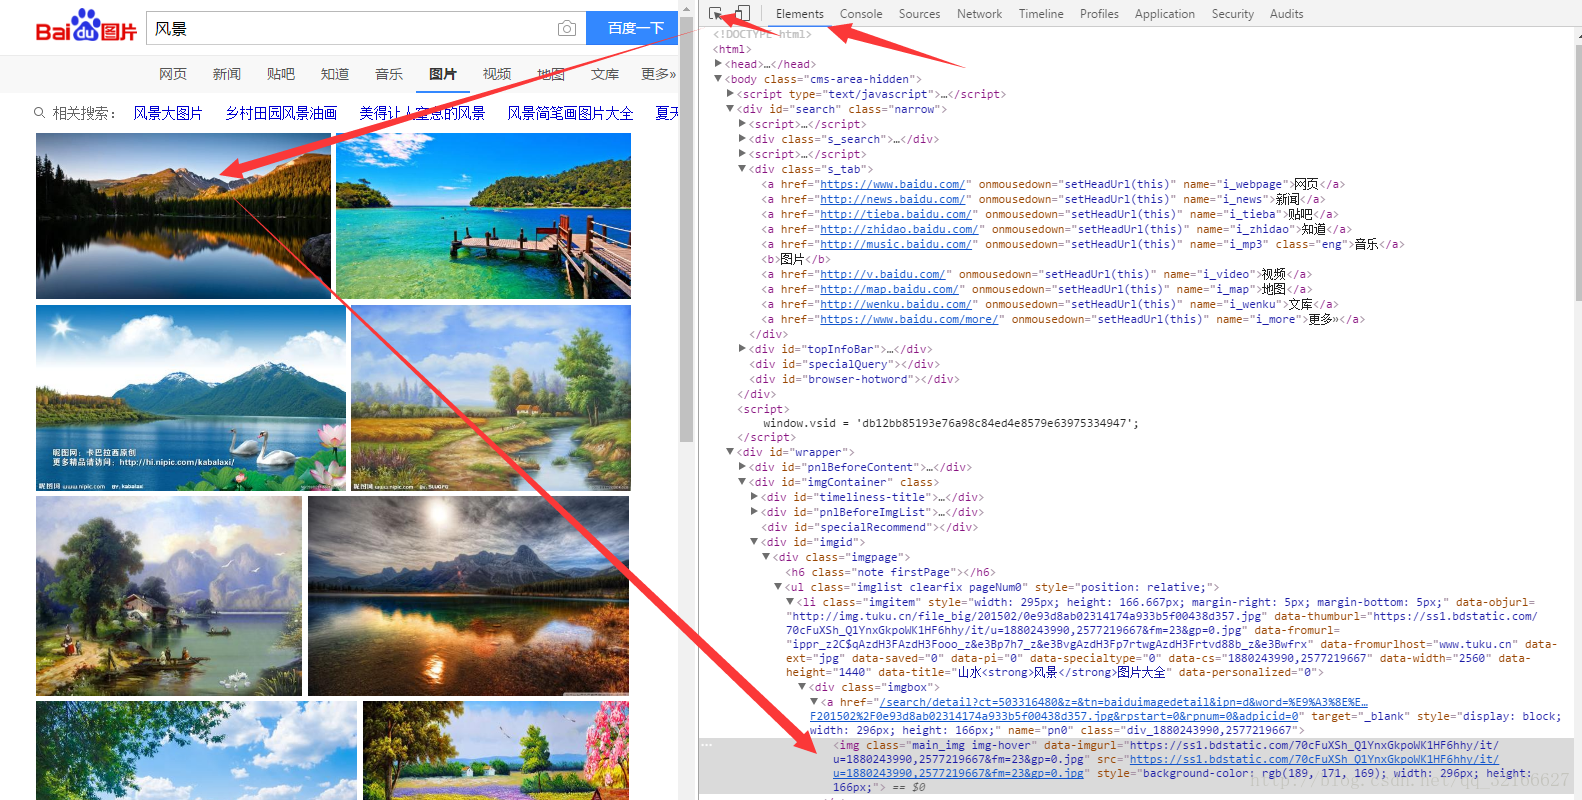 Bai du 图片
风景
百度一下
网页 新闻 贴吧 知道 音乐 图片 视频 地图 文库 更多»
相关搜索： 风景大图片 乡村田园风景油画 美得让人窒息的风景 风景简笔画图片大全 夏天
昵图网：卡巴拉西原创
更多精品请访问：http://hi.nipic.com/kabalaxi/
昵图网 www.nipic.com BY: kabalaxi
昵图网 www.nipic.com
Elements Console Sources Network Timeline Profiles Application Security Audits
<!DOCTYPE html>
<html>
<head>…</head>
<body class="cms-area-hidden">
<script type="text/javascript">…</script>
<div id="search" class="narrow">
<script>…</script>
<div class="s_search">…</div>
<script>…</script>
<div class="s_tab">
<a href="https://www.baidu.com/" onmousedown="setHeadUrl(this)" name="i_webpage">网页</a>
<a href="http://news.baidu.com/" onmousedown="setHeadUrl(this)" name="i_news">新闻</a>
<a href="http://tieba.baidu.com/" onmousedown="setHeadUrl(this)" name="i_tieba">贴吧</a>
<a href="http://zhidao.baidu.com/" onmousedown="setHeadUrl(this)" name="i_zhidao">知道</a>
<a href="http://music.baidu.com/" onmousedown="setHeadUrl(this)" name="i_mp3" class="eng">音乐</a>
<b>图片</b>
<a href="http://v.baidu.com/" onmousedown="setHeadUrl(this)" name="i_video">视频</a>
<a href="http://map.baidu.com/" onmousedown="setHeadUrl(this)" name="i_map">地图</a>
<a href="http://wenku.baidu.com/" onmousedown="setHeadUrl(this)" name="i_wenku">文库</a>
<a href="https://www.baidu.com/more/" onmousedown="setHeadUrl(this)" name="i_more">更多»</a>
</div>
<div id="topInfoBar">…</div>
<div id="specialQuery"></div>
<div id="browser-hotword"></div>
</div>
<script>
window.vsid = 'db12bb85193e76a98c84ed4e8579e63975334947';
</script>
<div id="wrapper">
<div id="pnlBeforeContent">…</div>
<div id="imgContainer" class>
<div id="timeliness-title">…</div>
<div id="pnlBeforeImgList">…</div>
<div id="specialRecommend"></div>
<div id="imgid">
<div class="imgpage">
<h6 class="note firstPage"></h6>
<ul class="imglist clearfix pageNum0" style="position: relative;">
<li class="imgitem" style="width: 295px; height: 166.667px; margin-right: 5px; margin-bottom: 5px;" data-objurl=
"http://img.tuku.cn/file_big/201502/0e93d8ab02314174a933b5f00438d357.jpg" data-thumburl="https://ss1.bdstatic.com/
70cFuXSh_Q1YnxGkpoWK1HF6hhy/it/u=1880243990,2577219667&fm=23&gp=0.jpg" data-fromurl=
"ippr_z2C$qAzdH3FAzdH3Fooo_z&e3Bp7h7_z&e3BvgAzdH3Fp7rtwgAzdH3Frtvd88b_z&e3Bwfrx" data-fromurlhost="www.tuku.cn" data-
ext="jpg" data-saved="0" data-pi="0" data-specialtype="0" data-cs="1880243990,2577219667" data-width="2560" data-
height="1440" data-title="山水<strong>风景</strong>图片大全" data-personalized="0">
<div class="imgbox">
<a href="/search/detail?ct=503316480&z=&tn=baiduimagedetail&ipn=d&word=%E9%A3%8E%E…
F201502%2F0e93d8ab02314174a933b5f00438d357.jpg&rpstart=0&rpnum=0&adpicid=0" target="_blank" style="display: block;
width: 296px; height: 166px;" name="pn0" class="div_1880243990,2577219667">
<img class="main_img img-hover" data-imgurl="https://ss1.bdstatic.com/70cFuXSh_Q1YnxGkpoWK1HF6hhy/it/
u=1880243990,2577219667&fm=23&gp=0.jpg" src="https://ss1.bdstatic.com/70cFuXSh_Q1YnxGkpoWK1HF6hhy/it/
u=1880243990,2577219667&fm=23&gp=0.jpg" style="background-color: rgb(189, 171, 169); width: 296px; height:
166px;"> == $0
http://blog.csdn.net/qq_32166627